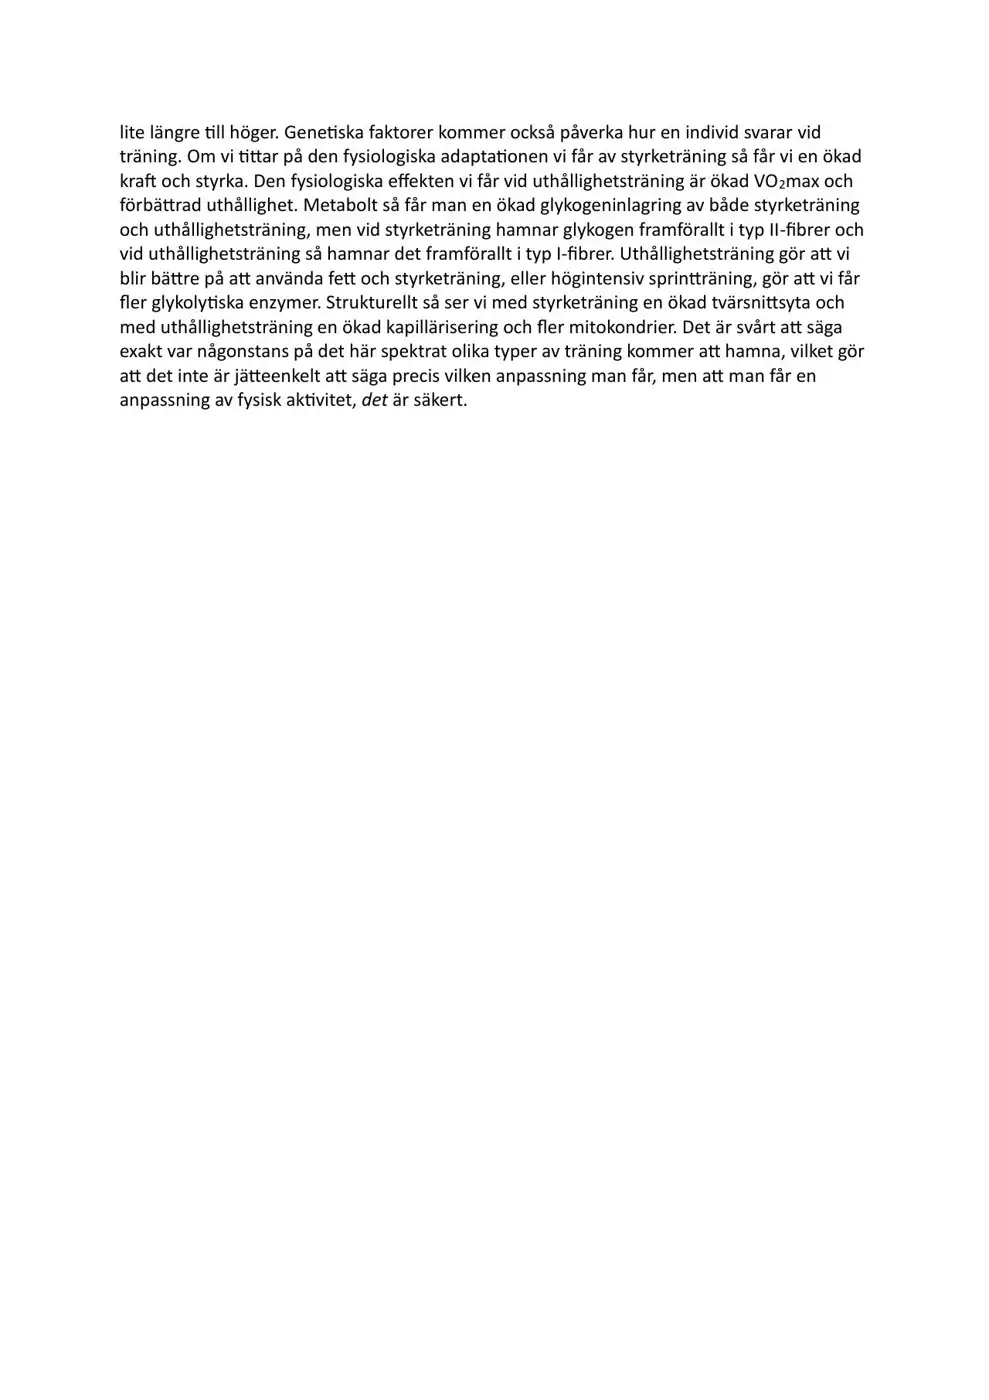 lite längre till höger. Genetiska faktorer kommer också påverka hur en individ svarar vid
träning. Om vi tittar på den fysiologiska adaptationen vi får av styrketräning så får vi en ökad
kraft och styrka. Den fysiologiska effekten vi får vid uthållighetsträning är ökad VO₂max och
förbättrad uthållighet. Metabolt så får man en ökad glykogeninlagring av både styrketräning
och uthållighetsträning, men vid styrketräning hamnar glykogen framförallt i typ II-fibrer och
vid uthållighetsträning så hamnar det framförallt i typ I-fibrer. Uthållighetsträning gör att vi
blir bättre på att använda fett och styrketräning, eller högintensiv sprintträning, gör att vi får
fler glykolytiska enzymer. Strukturellt så ser vi med styrketräning en ökad tvärsnittsyta och
med uthållighetsträning en ökad kapillärisering och fler mitokondrier. Det är svårt att säga
exakt var någonstans på det här spektrat olika typer av träning kommer att hamna, vilket gör
att det inte är jätteenkelt att säga precis vilken anpassning man får, men att man får en
anpassning av fysisk aktivitet, det är säkert.